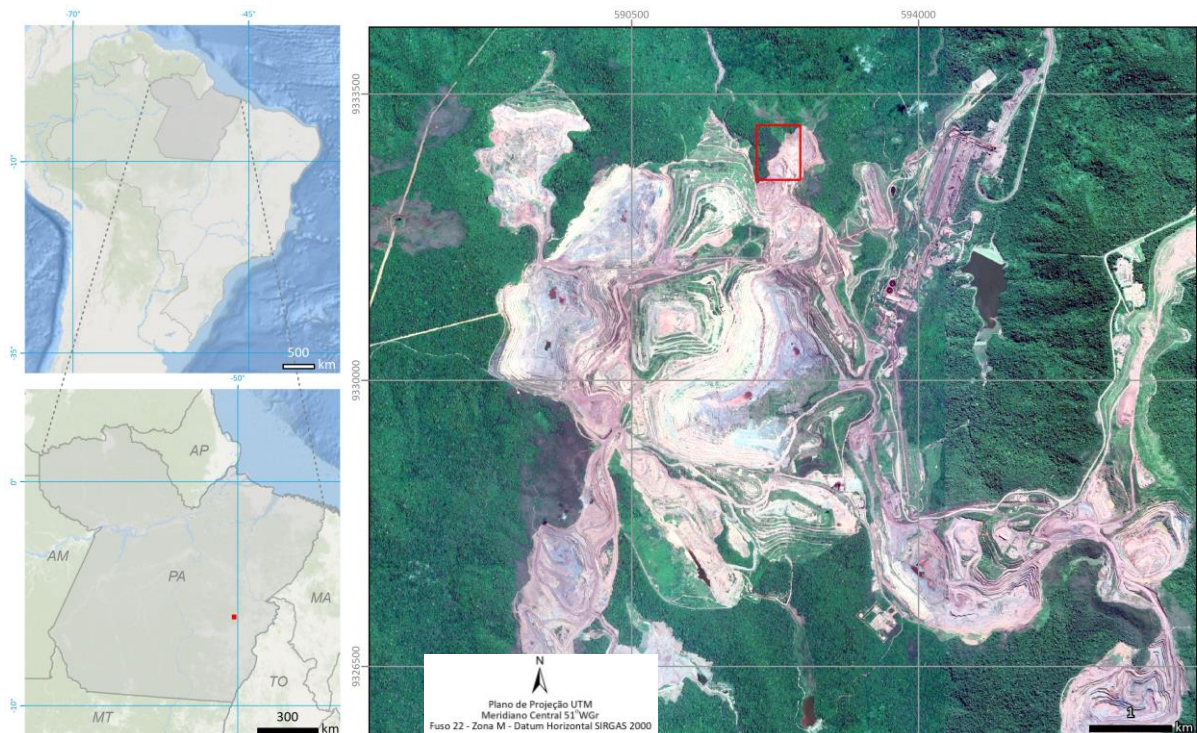 -70°
-45°
-10°
-35°
500
km
-50°
AP
0°
AM
PA
MA
TO
MT
-10°
300
km
590500
594000
9333500
9330000
9326500
N
Plano de Projeção UTM
Meridiano Central 51°WGr
Fuso 22 - Zona M - Datum Horizontal SIRGAS 2000
1
km